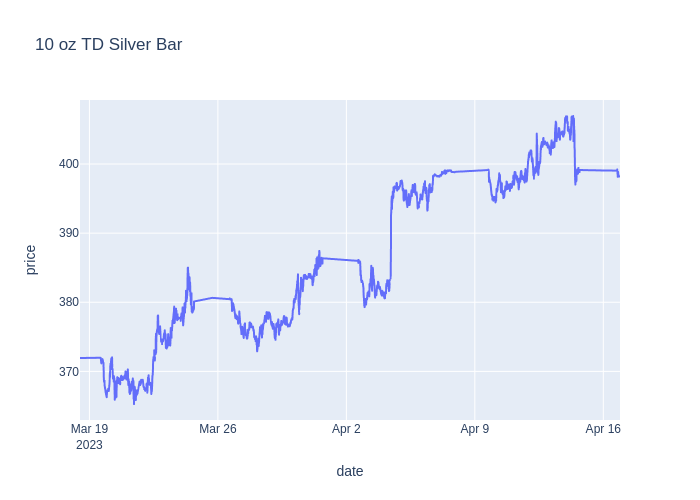 10 oz TD Silver Bar
price
400
390
380
370
Mar 19
2023
Mar 26
Apr 2
Apr 9
Apr 16
date